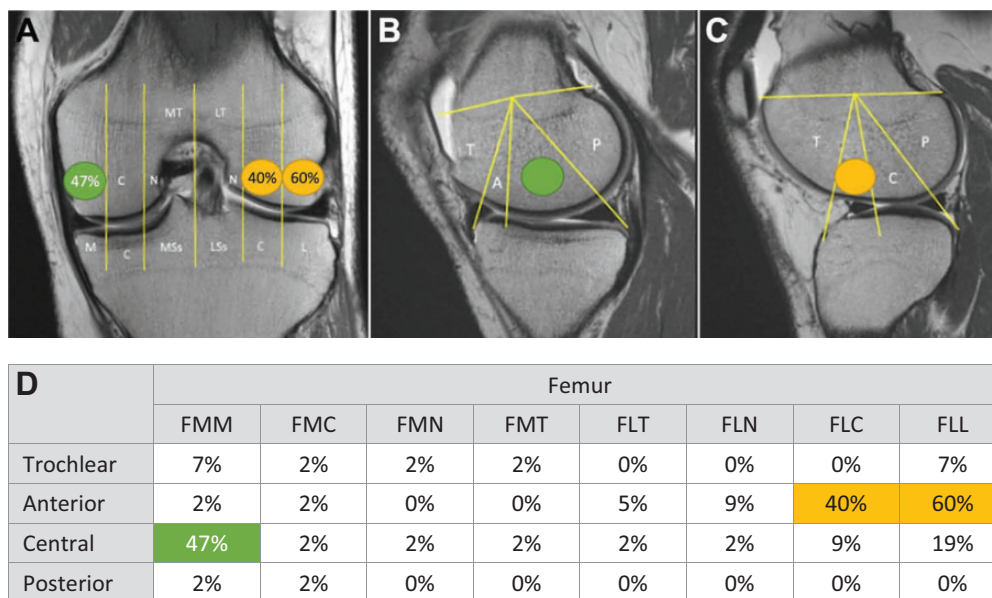 A
B
C
MT LT
47% C N N 40% 60%
M C MSs LSs C L
T P
A
T P
C
D Femur
FMM FMC FMN FMT FLT FLN FLC FLL
Trochlear 7% 2% 2% 2% 0% 0% 0% 7%
Anterior 2% 2% 0% 0% 5% 9% 40% 60%
Central 47% 2% 2% 2% 2% 2% 9% 19%
Posterior 2% 2% 0% 0% 0% 0% 0% 0%